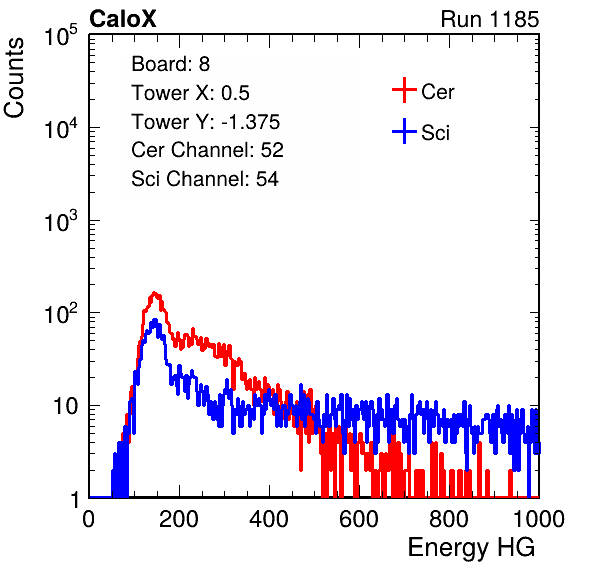 CaloX Run 1185
Board: 8
Tower X: 0.5
Tower Y: -1.375
Cer Channel: 52
Sci Channel: 54
Cer
Sci
Counts
10^5
10^4
10^3
10^2
10
1
0 200 400 600 800 1000
Energy HG